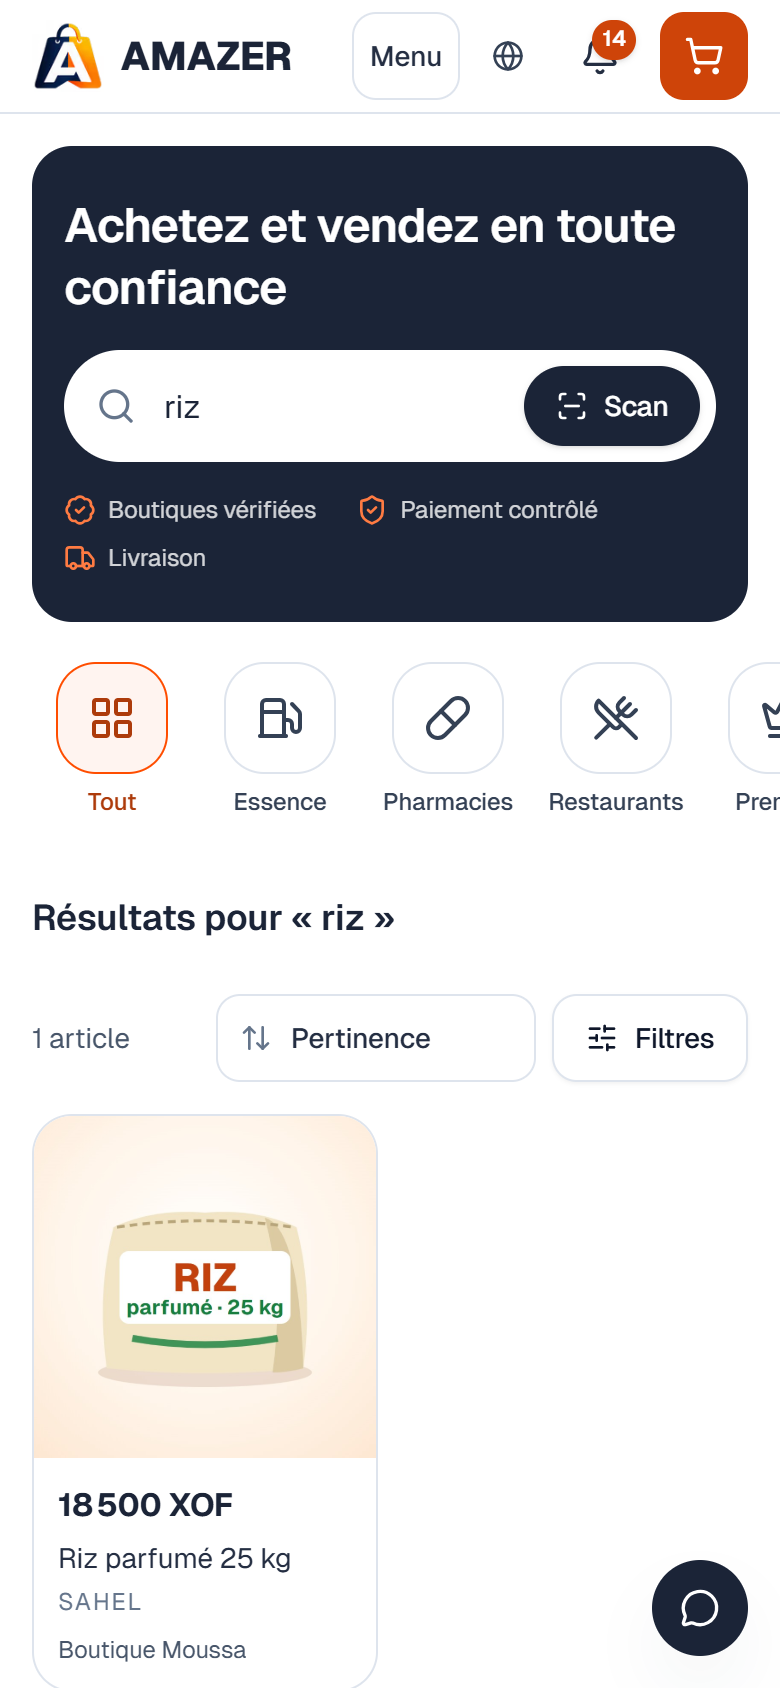 AMAZER
Menu
14
Achetez et vendez en toute
confiance
riz
Scan
Boutiques vérifiées
Paiement contrôlé
Livraison
Tout
Essence
Pharmacies
Restaurants
Prer
Résultats pour « riz »
1 article
Pertinence
Filtres
RIZ
parfumé · 25 kg
18 500 XOF
Riz parfumé 25 kg
SAHEL
Boutique Moussa